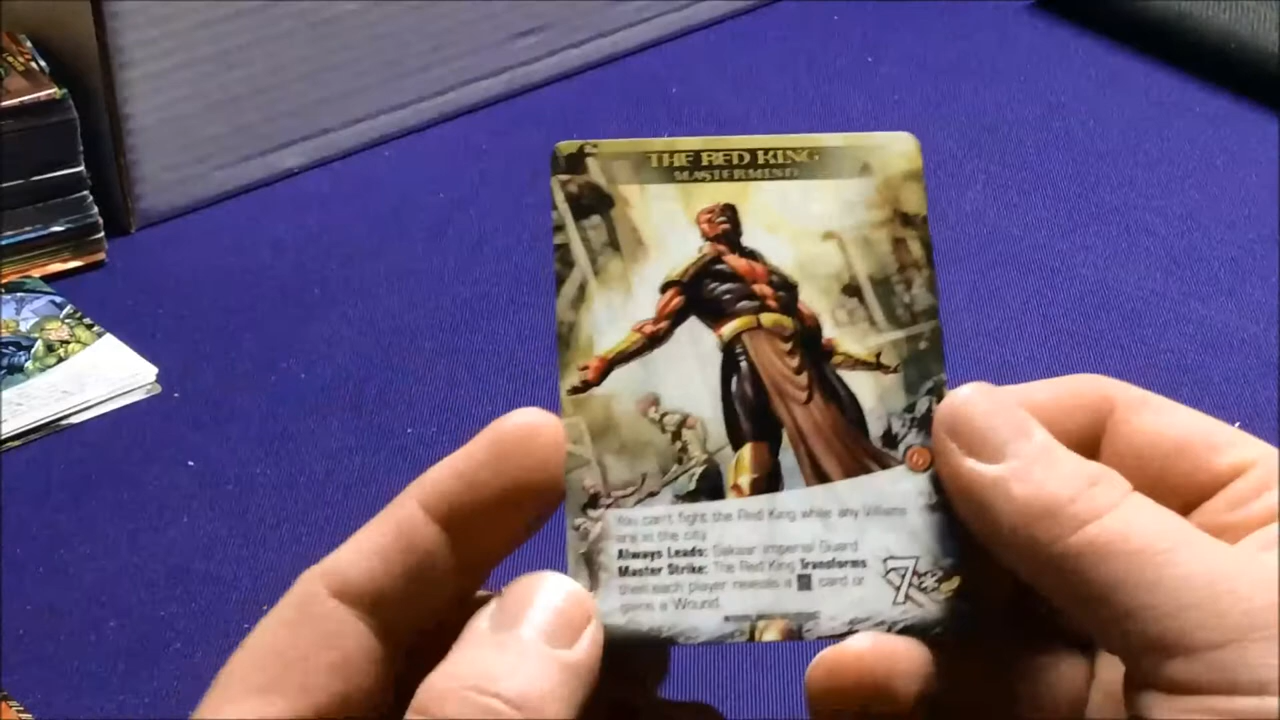 THE RED KING
MASTERMIND
You can't fight the Red King while any Villains
are in the city.
Always Leads: Sakaar Imperial Guard
Master Strike: The Red King Transforms
then each player reveals a card or
gains a Wound.
7*